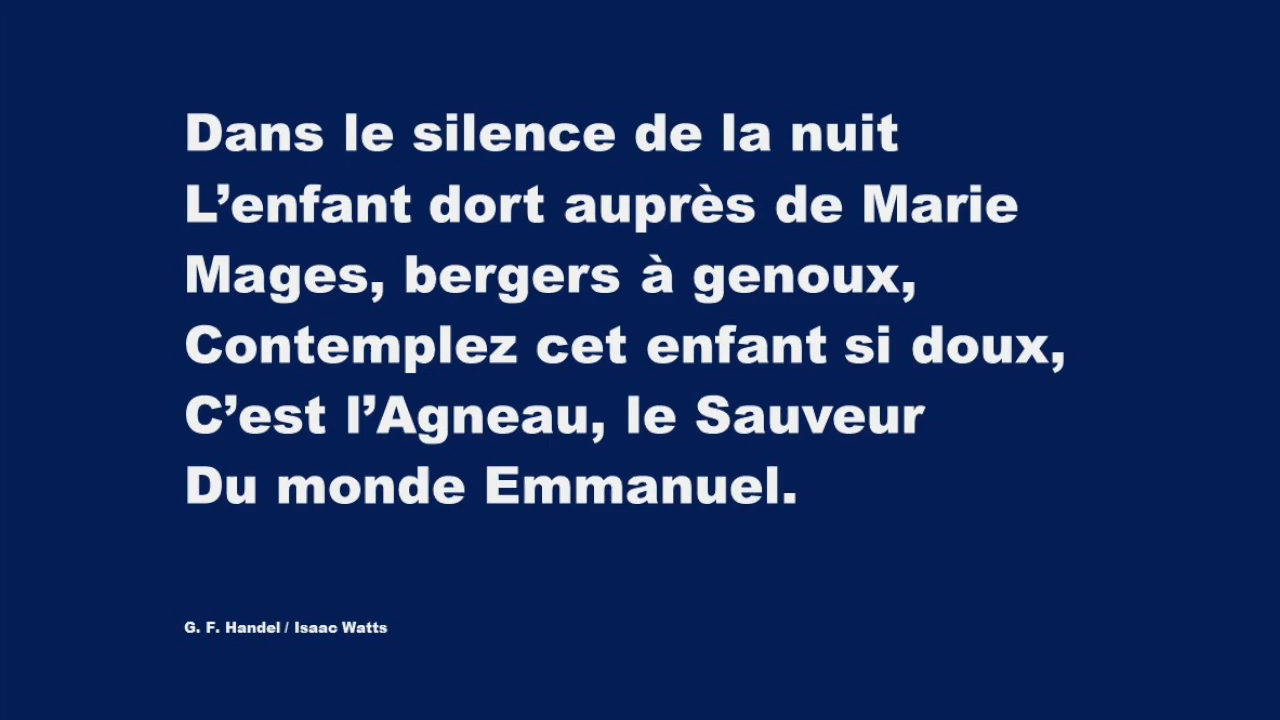 Dans le silence de la nuit
L’enfant dort auprès de Marie
Mages, bergers à genoux,
Contemplez cet enfant si doux,
C’est l’Agneau, le Sauveur
Du monde Emmanuel.
G. F. Handel / Isaac Watts